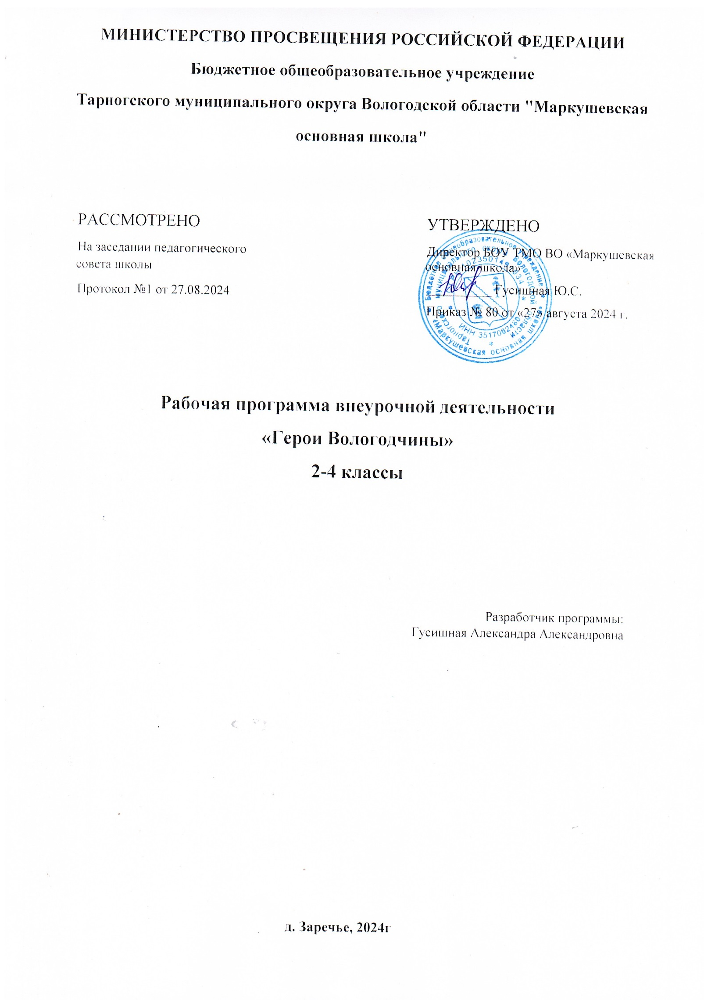 МИНИСТЕРСТВО ПРОСВЕЩЕНИЯ РОССИЙСКОЙ ФЕДЕРАЦИИ
Бюджетное общеобразовательное учреждение
Тарногского муниципального округа Вологодской области "Маркушевская
основная школа"
РАССМОТРЕНО
На заседании педагогического
совета школы
Протокол №1 от 27.08.2024
УТВЕРЖДЕНО
Директор БОУ ТМО ВО «Маркушевская
основная школа»
Гусишная Ю.С.
Приказ № 80 от «27» августа 2024 г.
Бюджетное общеобразовательное учреждение
«Маркушевская основная школа»
Тарногского муниципального округа Вологодской области
ИНН 3517002460
Рабочая программа внеурочной деятельности
«Герои Вологодчины»
2-4 классы
Разработчик программы:
Гусишная Александра Александровна
д. Заречье, 2024г